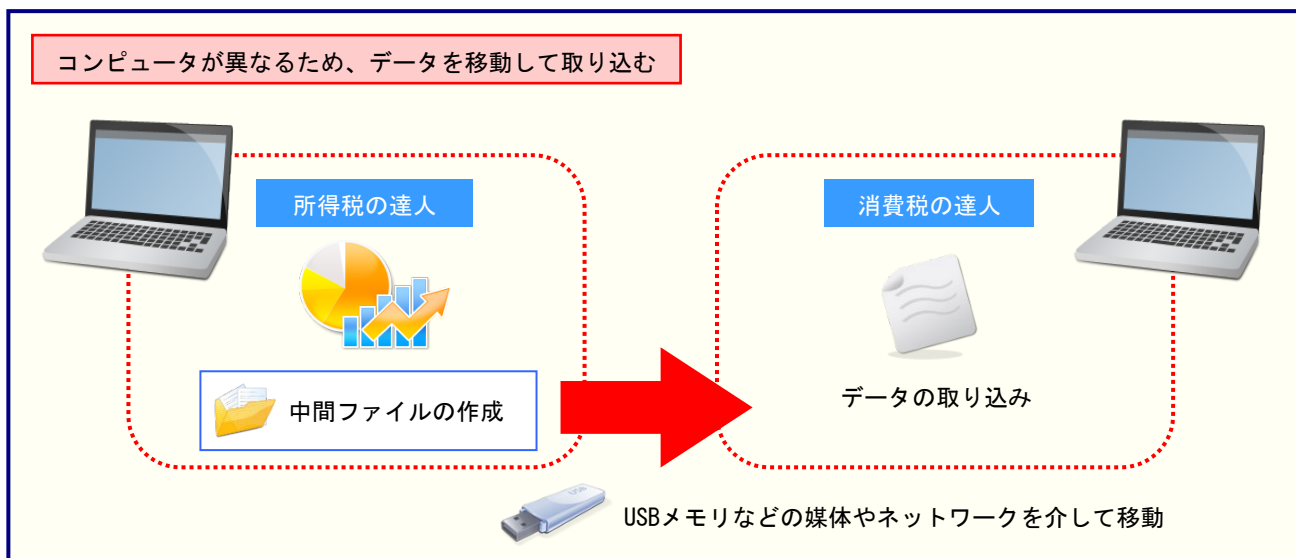 コンピュータが異なるため、データを移動して取り込む
所得税の達人
中間ファイルの作成
消費税の達人
データの取り込み
USB
USBメモリなどの媒体やネットワークを介して移動